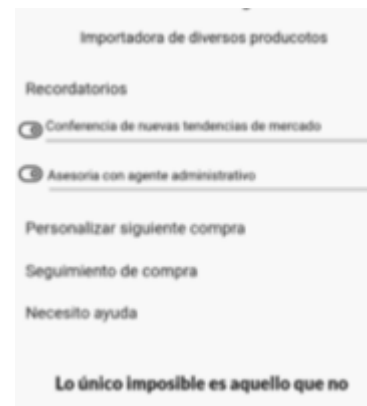 Importadora de diversos producotos
Recordatorios
Conferencia de nuevas tendencias de mercado
Asesoria con agente administrativo
Personalizar siguiente compra
Seguimiento de compra
Necesito ayuda
Lo único imposible es aquello que no